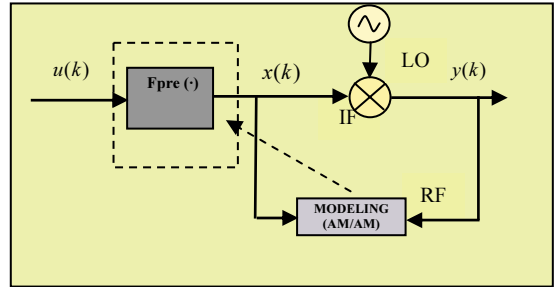 u(k)
Fpre (·)
x(k)
LO
y(k)
IF
RF
MODELING
(AM/AM)